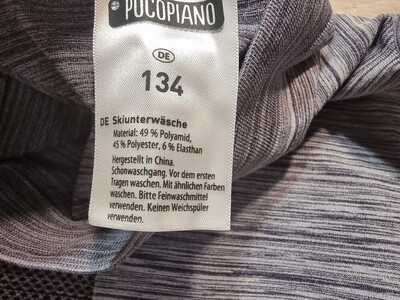 POCOPIANO
DE
134
DE Skiunterwäsche
Material: 49 % Polyamid,
45 % Polyester, 6 % Elasthan
Hergestellt in China.
Schonwaschgang. Vor dem ersten
Tragen waschen. Mit ähnlichen Farben
waschen. Bitte Feinwaschmittel
verwenden. Keinen Weichspüler
verwenden.